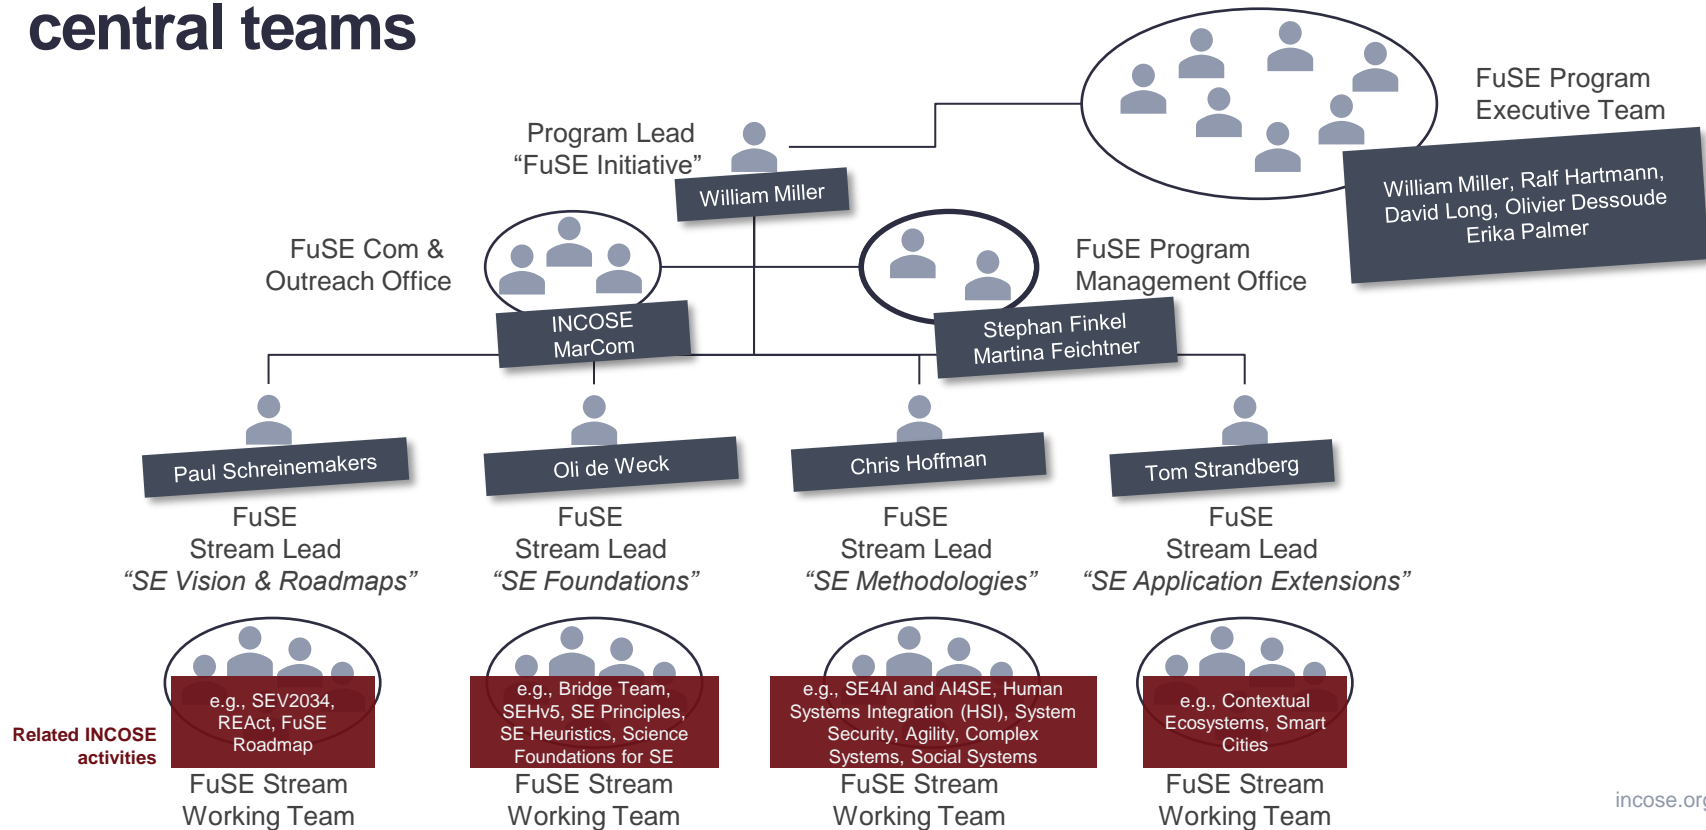 central teams
FuSE Program
Executive Team
William Miller, Ralf Hartmann,
David Long, Olivier Dessoude
Erika Palmer
Program Lead
“FuSE Initiative”
William Miller
FuSE Com &
Outreach Office
INCOSE
MarCom
FuSE Program
Management Office
Stephan Finkel
Martina Feichtner
Paul Schreinemakers
FuSE
Stream Lead
“SE Vision & Roadmaps”
Oli de Weck
FuSE
Stream Lead
“SE Foundations”
Chris Hoffman
FuSE
Stream Lead
“SE Methodologies”
Tom Strandberg
FuSE
Stream Lead
“SE Application Extensions”
Related INCOSE
activities
e.g., SEV2034,
REAct, FuSE
Roadmap
FuSE Stream
Working Team
e.g., Bridge Team,
SEHv5, SE Principles,
SE Heuristics, Science
Foundations for SE
FuSE Stream
Working Team
e.g., SE4AI and AI4SE, Human
Systems Integration (HSI), System
Security, Agility, Complex
Systems, Social Systems
FuSE Stream
Working Team
e.g., Contextual
Ecosystems, Smart
Cities
FuSE Stream
Working Team
incose.org